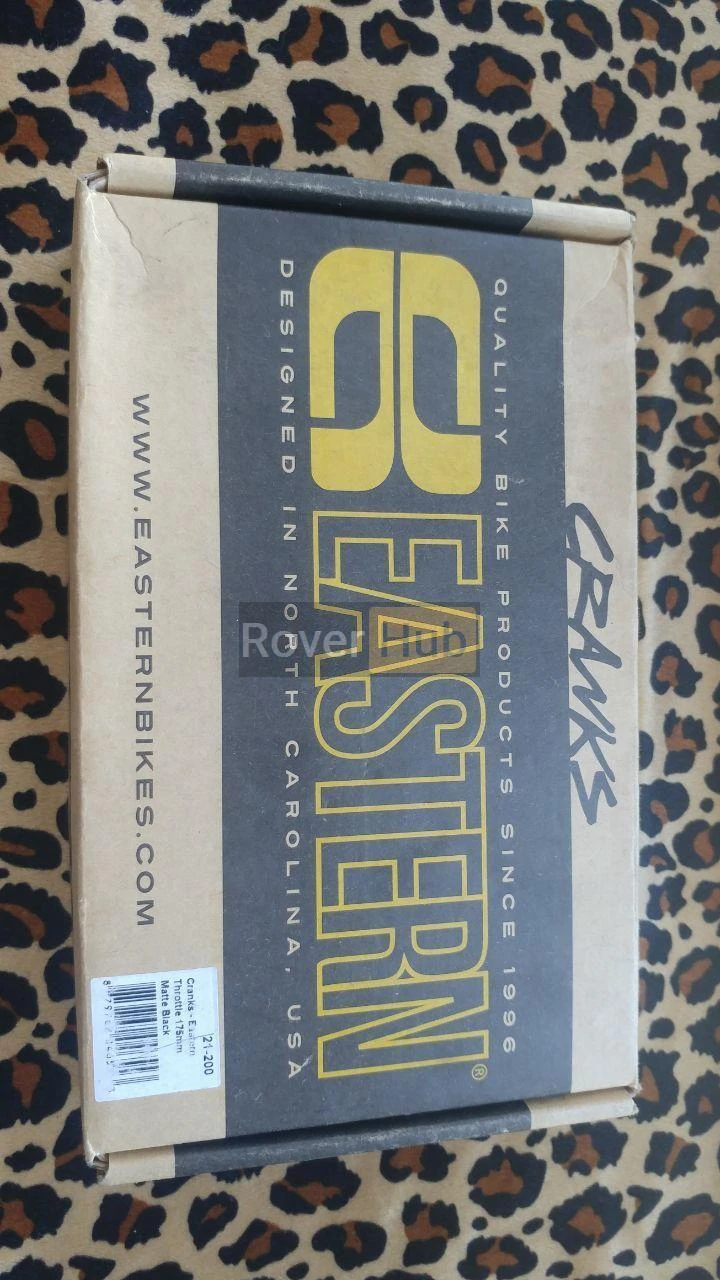 CRANKS
QUALITY BIKE PRODUCTS SINCE 1996
EASTERN®
DESIGNED IN NORTH CAROLINA, USA
WWW.EASTERNBIKES.COM
21-200
Cranks - Eastern
Throttle 175mm
Matte Black
Rover Hub